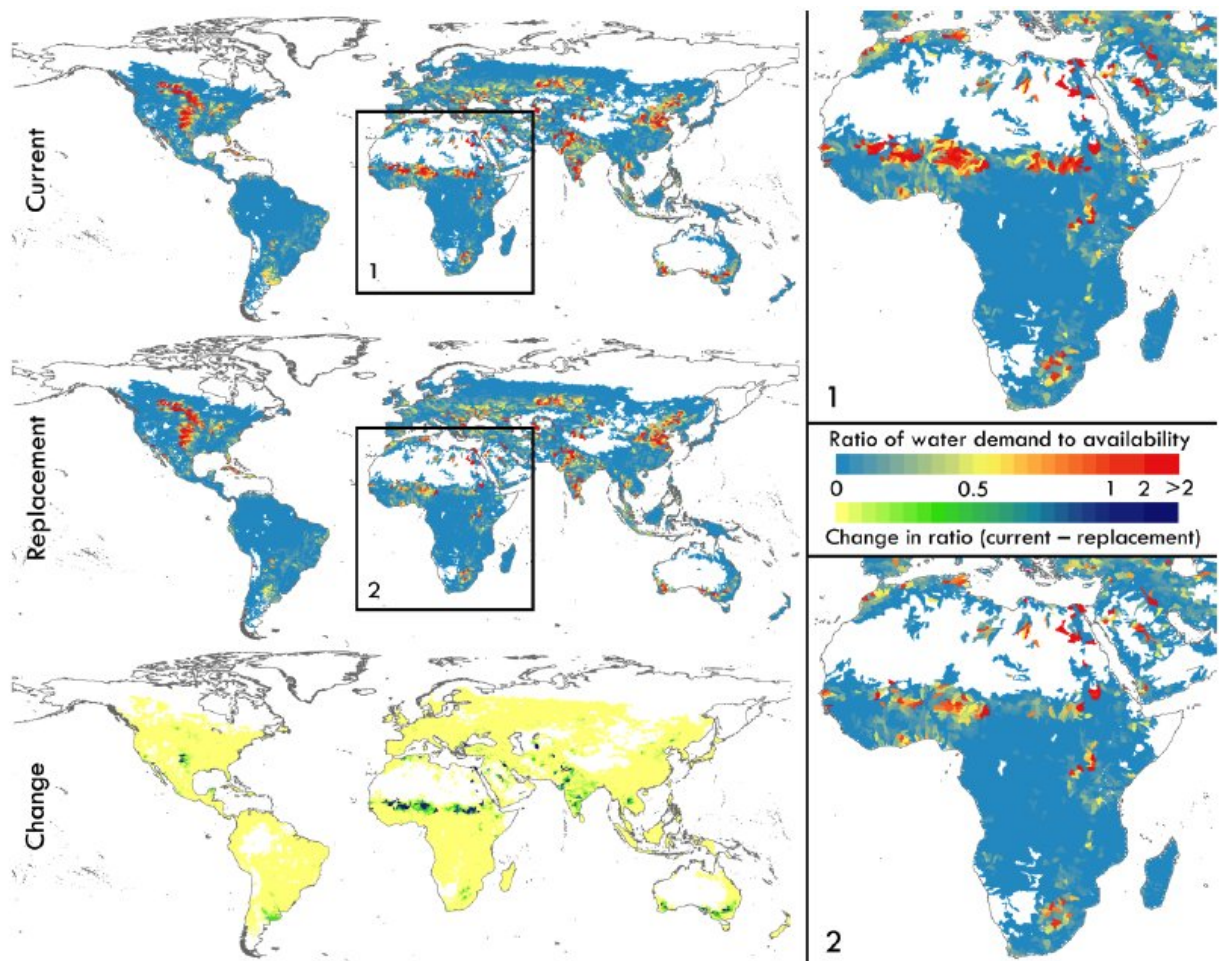 Current
1
Replacement
2
Change
1
Ratio of water demand to availability
0 0.5 1 2 >2
Change in ratio (current – replacement)
2